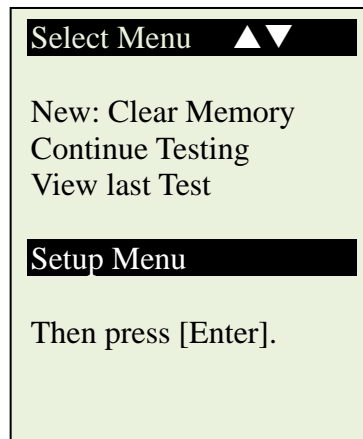 Select Menu ▲▼
New: Clear Memory
Continue Testing
View last Test
Setup Menu
Then press [Enter].